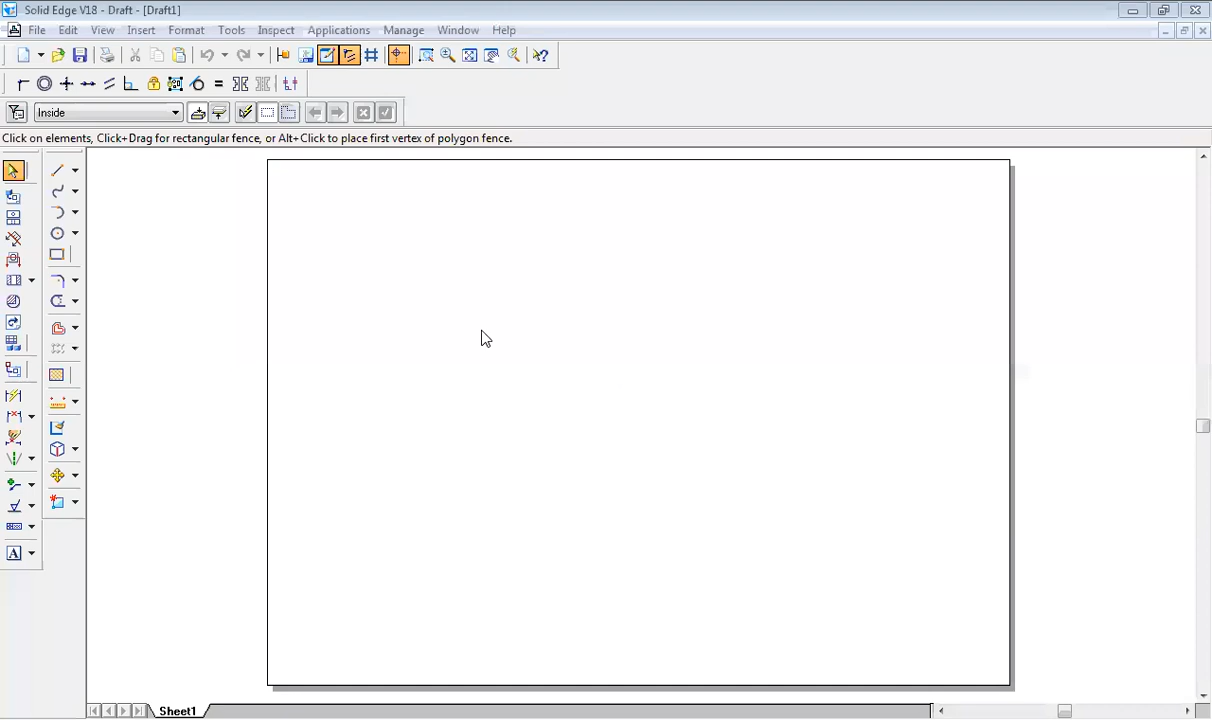 Solid Edge V18 - Draft - [Draft1]
File Edit View Insert Format Tools Inspect Applications Manage Window Help
Inside
Click on elements, Click+Drag for rectangular fence, or Alt+Click to place first vertex of polygon fence.
A
Sheet1